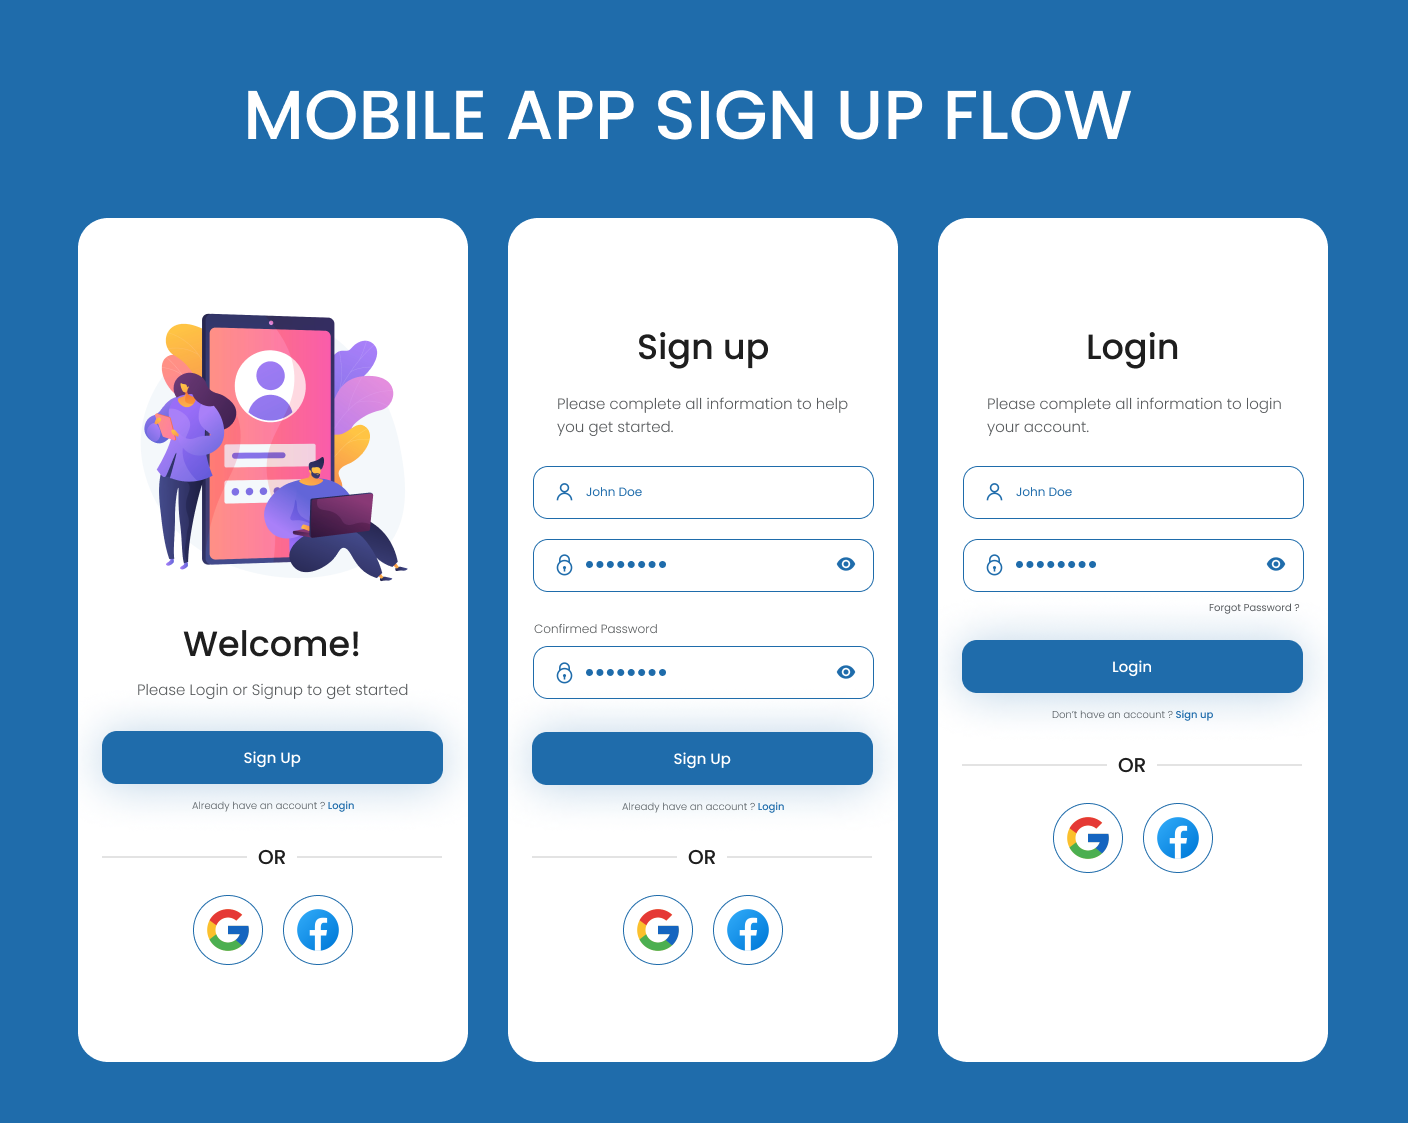 MOBILE APP SIGN UP FLOW
Welcome!
Please Login or Signup to get started
Sign Up
Already have an account ? Login
OR
Sign up
Please complete all information to help
you get started.
John Doe
Confirmed Password
Sign Up
Already have an account ? Login
OR
Login
Please complete all information to login
your account.
John Doe
Forgot Password ?
Login
Don't have an account ? Sign up
OR